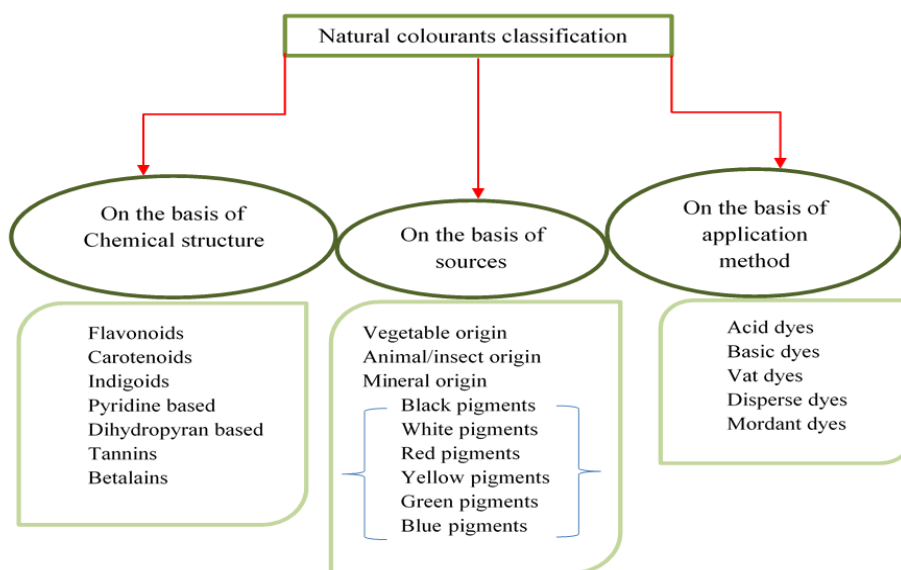 Natural colourants classification
On the basis of
Chemical structure
On the basis of
sources
On the basis of
application
method
Flavonoids
Carotenoids
Indigoids
Pyridine based
Dihydropyran based
Tannins
Betalains
Vegetable origin
Animal/insect origin
Mineral origin
Black pigments
White pigments
Red pigments
Yellow pigments
Green pigments
Blue pigments
Acid dyes
Basic dyes
Vat dyes
Disperse dyes
Mordant dyes